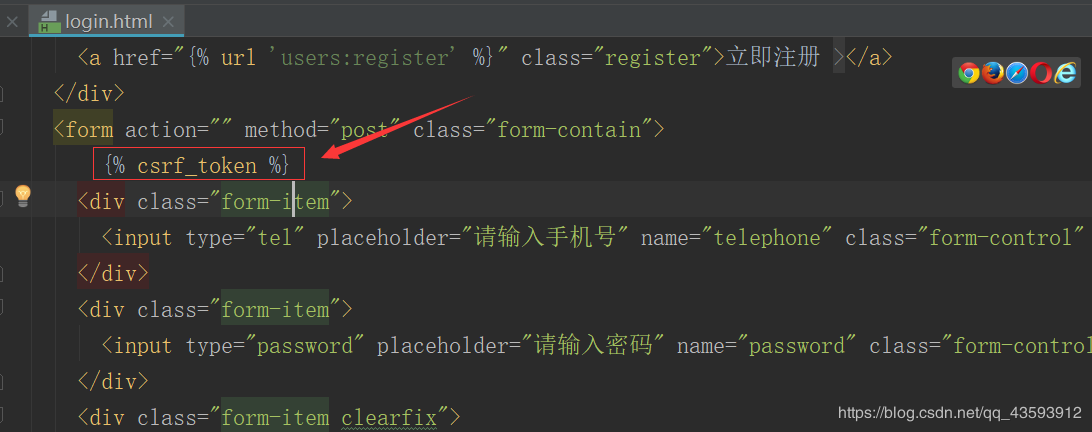 login.html
<a href="{% url 'users:register' %}" class="register">立即注册 ></a>
</div>
<form action="" method="post" class="form-contain">
{% csrf_token %}
<div class="form-item">
<input type="tel" placeholder="请输入手机号" name="telephone" class="form-control"
</div>
<div class="form-item">
<input type="password" placeholder="请输入密码" name="password" class="form-control
</div>
<div class="form-item clearfix">
https://blog.csdn.net/qq_43593912